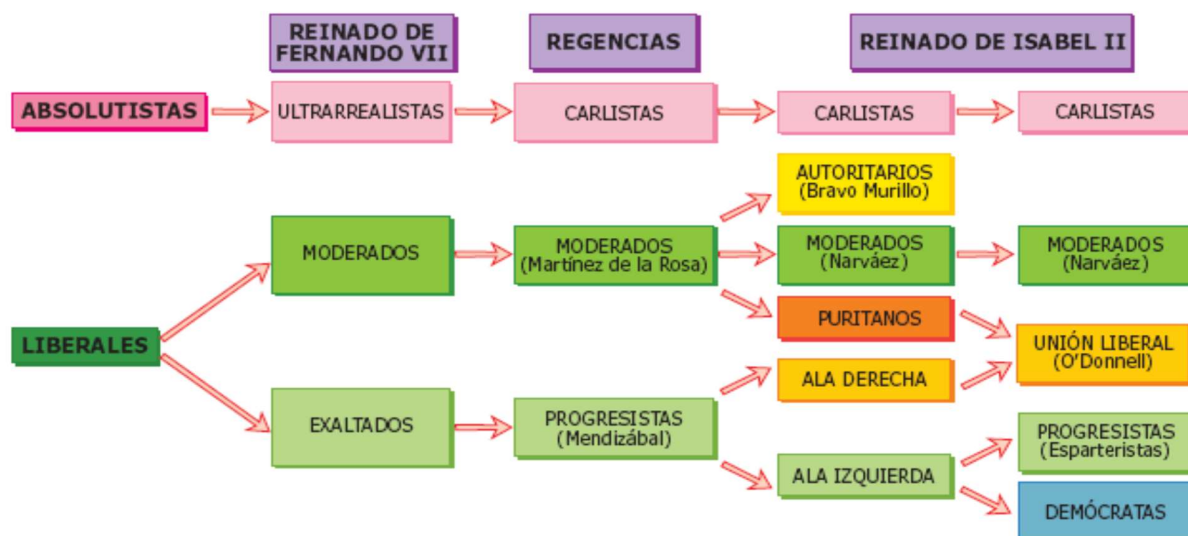 REINADO DE
FERNANDO VII
REGENCIAS
REINADO DE ISABEL II
ABSOLUTISTAS
ULTRARREALISTAS
CARLISTAS
CARLISTAS
CARLISTAS
AUTORITARIOS
(Bravo Murillo)
MODERADOS
MODERADOS
(Martínez de la Rosa)
MODERADOS
(Narváez)
MODERADOS
(Narváez)
PURITANOS
LIBERALES
UNIÓN LIBERAL
(O'Donnell)
ALA DERECHA
EXALTADOS
PROGRESISTAS
(Mendizábal)
PROGRESISTAS
(Esparteristas)
ALA IZQUIERDA
DEMÓCRATAS